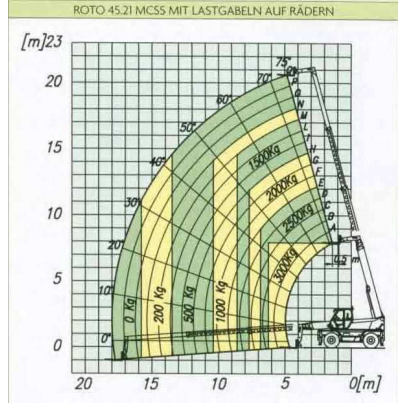 ROTO 45.21 MCSS MIT LASTGABELN AUF RÄDERN
[m]23
20
15
10
5
0
75°
70°
60°
50°
40°
30°
20°
10°
0°
P
O
N
M
L
I
H
G
F
E
D
C
B
A
1500Kg
2000Kg
2500Kg
3000Kg
1000 Kg
500 Kg
200 Kg
0 Kg
20 15 10 5 0[m]